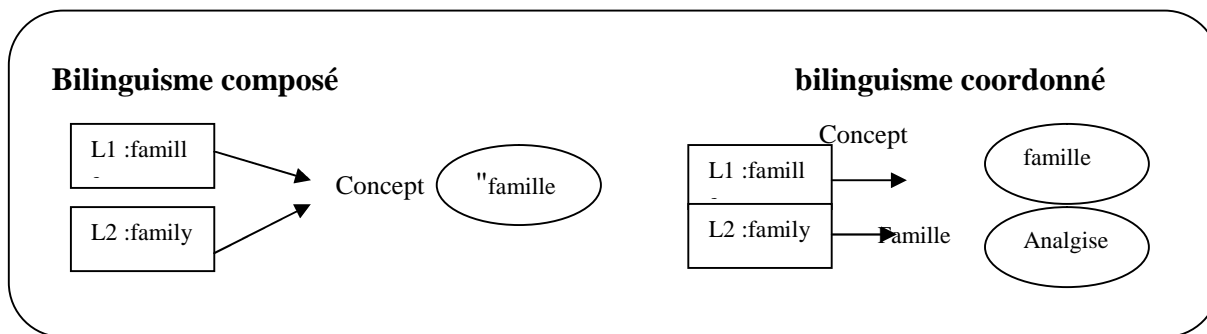 Bilinguisme composé
L1 :famill
L2 :family
Concept
"famille
bilinguisme coordonné
Concept
L1 :famill
famille
L2 :family
Famille
Analgise